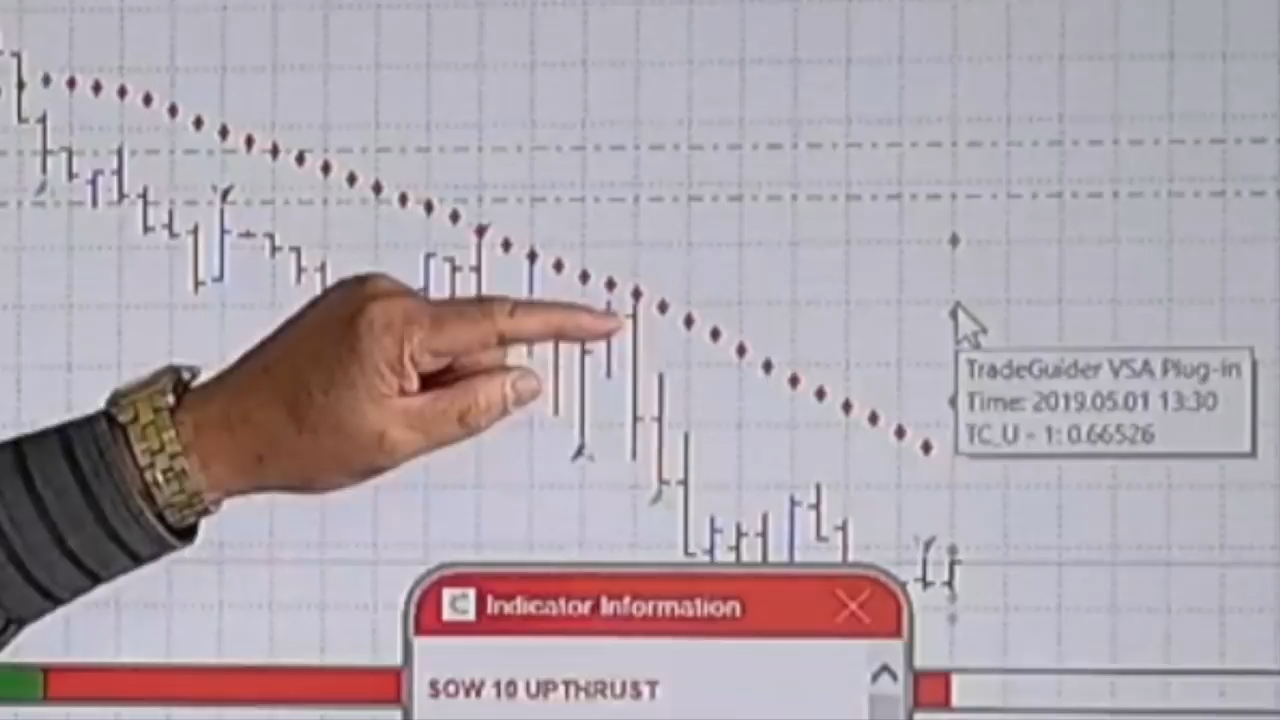 TradeGuider VSA Plug-in
Time: 2019.05.01 13:30
TC_U - 1: 0.66526
C Indicator Information
SOW 10 UPTHRUST